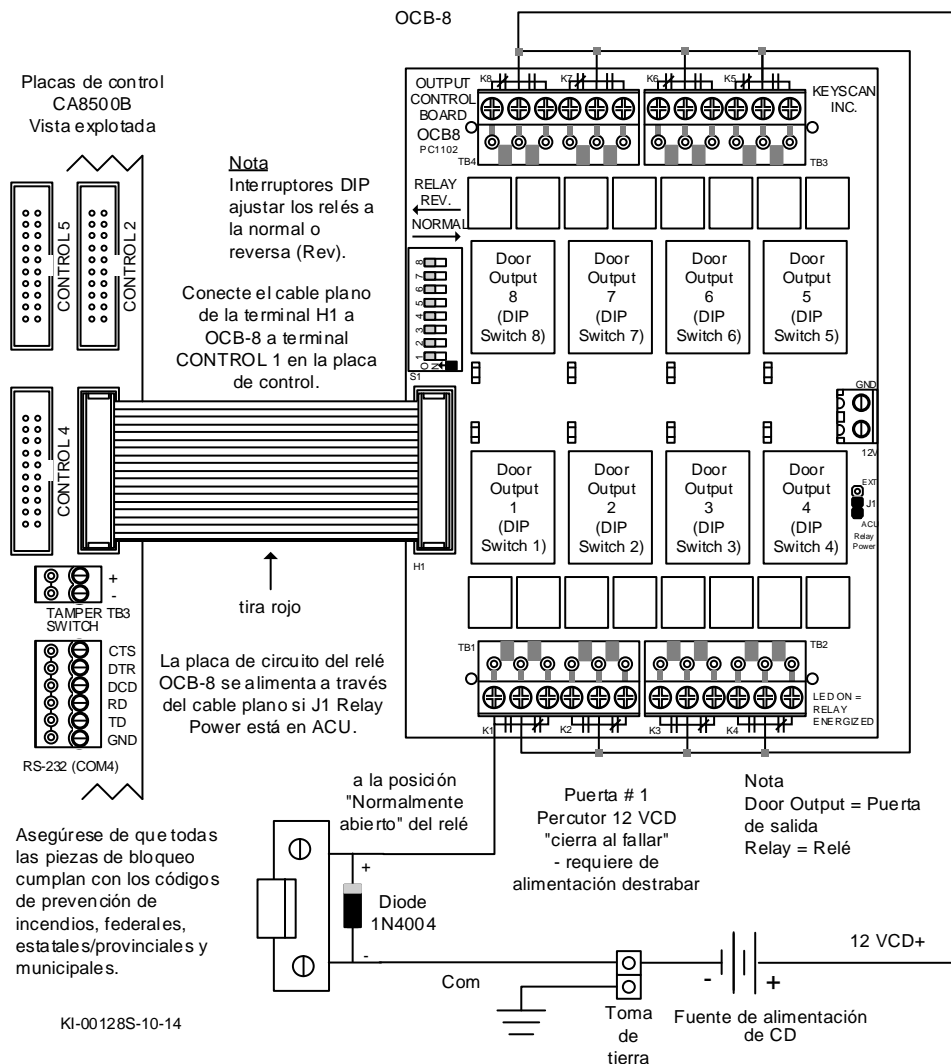 OCB-8
Placas de control
CA8500B
Vista explotada
Nota
Interruptores DIP
ajustar los relés a
la normal o
reversa (Rev).
Conecte el cable plano
de la terminal H1 a
OCB-8 a terminal
CONTROL 1 en la placa
de control.
CONTROL 5
CONTROL 2
CONTROL 4
tira rojo
TAMPER TB3
SWITCH
+
-
CTS
DTR
DCD
RD
TD
GND
RS-232 (COM4)
La placa de circuito del relé
OCB-8 se alimenta a través
del cable plano si J1 Relay
Power está en ACU.
OUTPUT
CONTROL
BOARD
OCB8
PC1102
K8
K7
K6
K5
KEYSCAN
INC.
TB4
TB3
RELAY
REV.
NORMAL
8
7
6
5
4
3
2
1
ON
S1
Door
Output
8
(DIP
Switch 8)
Door
Output
7
(DIP
Switch 7)
Door
Output
6
(DIP
Switch 6)
Door
Output
5
(DIP
Switch 5)
GND
12V
EXT
J1
ACU
Relay
Power
Door
Output
1
(DIP
Switch 1)
Door
Output
2
(DIP
Switch 2)
Door
Output
3
(DIP
Switch 3)
Door
Output
4
(DIP
Switch 4)
H1
TB1
TB2
K1
K2
K3
K4
LED ON =
RELAY
ENERGIZED
a la posición
"Normalmente
abierto" del relé
Puerta # 1
Percutor 12 VCD
"cierra al fallar"
- requiere de
alimentación destrabar
Nota
Door Output = Puerta
de salida
Relay = Relé
Asegúrese de que todas
las piezas de bloqueo
cumplan con los códigos
de prevención de
incendios, federales,
estatales/provinciales y
municipales.
+
Diode
1N4004
-
Com
Toma
de
tierra
- +
Fuente de alimentación
de CD
12 VCD+
KI-00128S-10-14